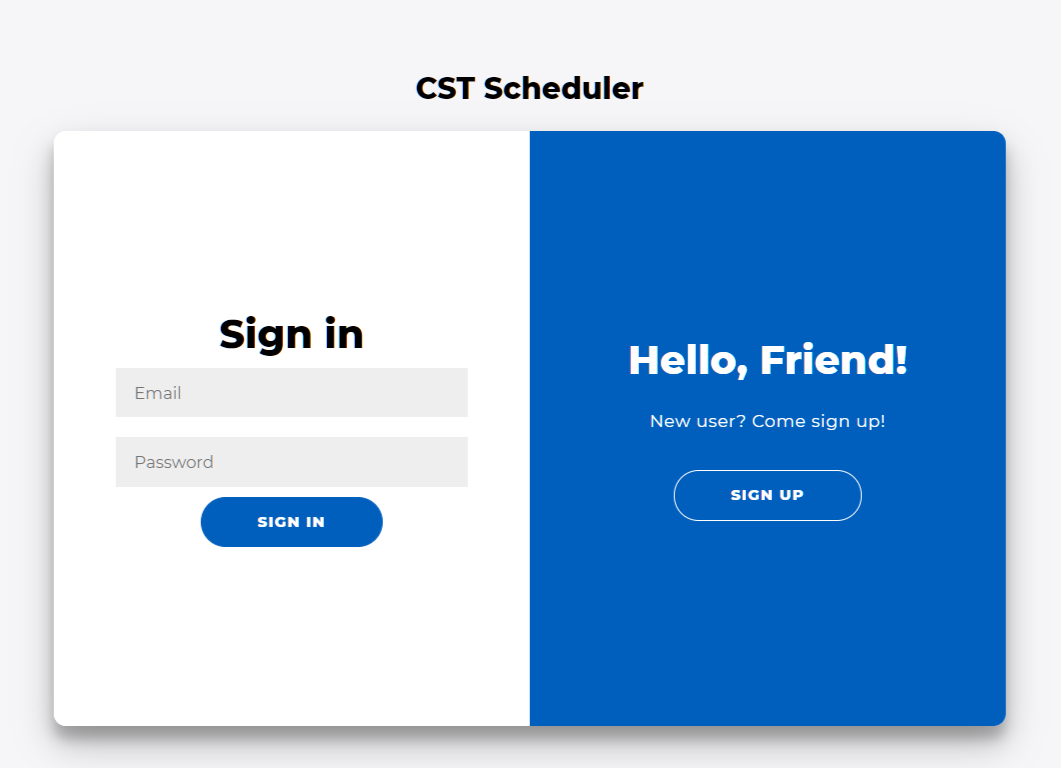 CST Scheduler
Sign in
Email
Password
SIGN IN
Hello, Friend!
New user? Come sign up!
SIGN UP